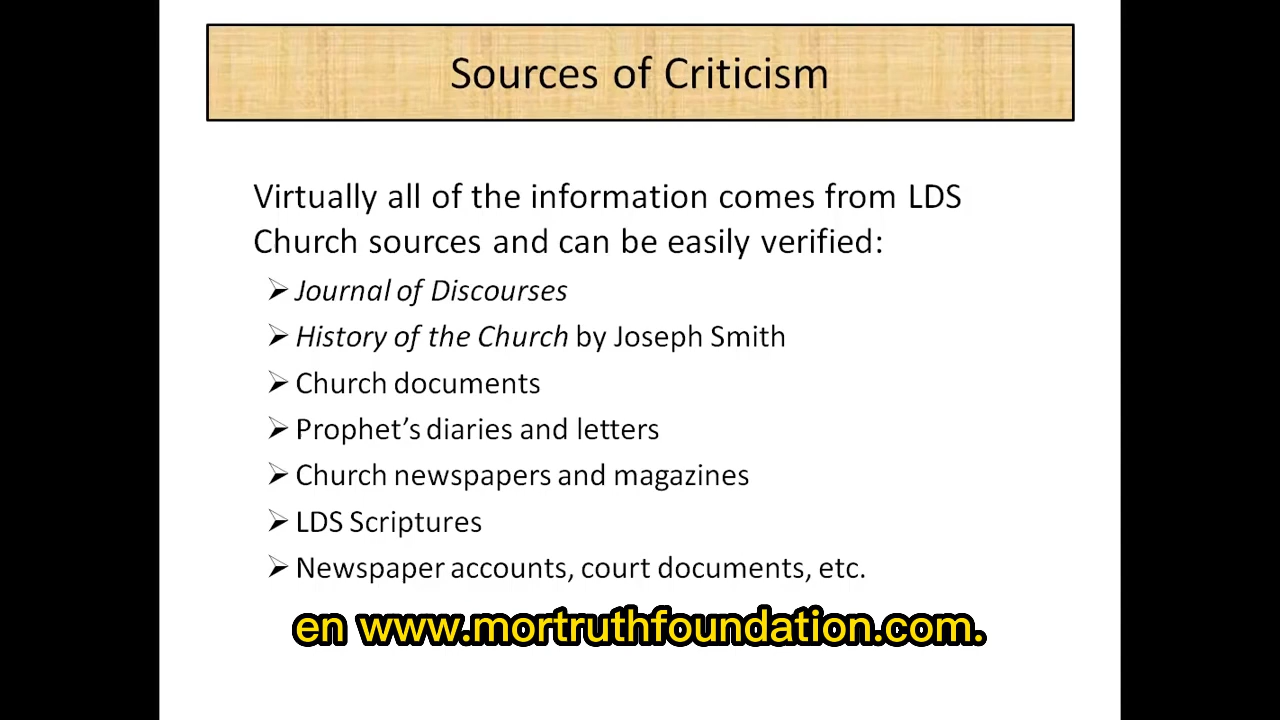 Sources of Criticism
Virtually all of the information comes from LDS
Church sources and can be easily verified:
➢ Journal of Discourses
➢ History of the Church by Joseph Smith
➢ Church documents
➢ Prophet’s diaries and letters
➢ Church newspapers and magazines
➢ LDS Scriptures
➢ Newspaper accounts, court documents, etc.
en www.mortruthfoundation.com.